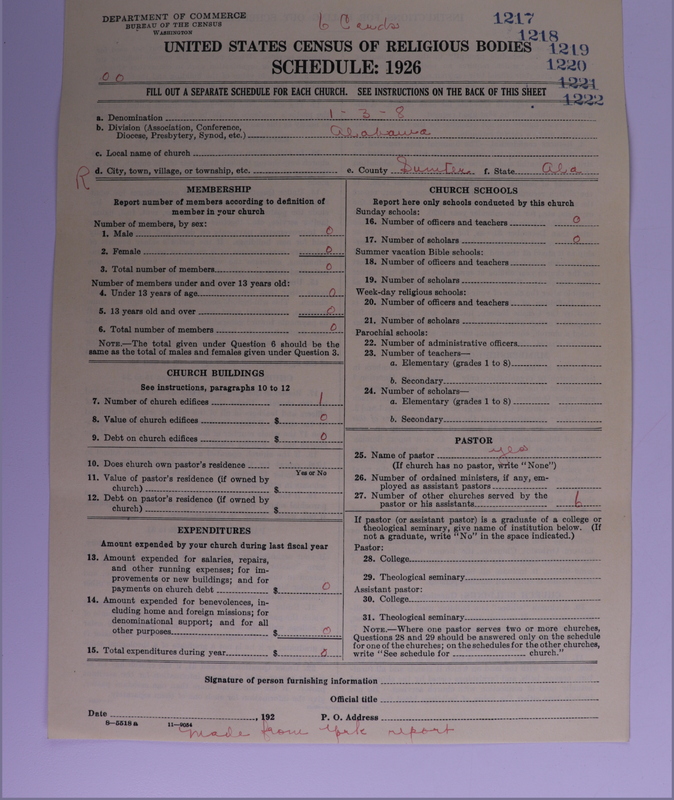 DEPARTMENT OF COMMERCE
BUREAU OF THE CENSUS
WASHINGTON
6 Cards
1217
1218
1219
1220
1221
1222
UNITED STATES CENSUS OF RELIGIOUS BODIES
SCHEDULE: 1926
00
FILL OUT A SEPARATE SCHEDULE FOR EACH CHURCH. SEE INSTRUCTIONS ON THE BACK OF THIS SHEET
a. Denomination 1-3-8
b. Division (Association, Conference,
Diocese, Presbytery, Synod, etc.) Alabama
c. Local name of church
R d. City, town, village, or township, etc. e. County Sumter f. State Ala
MEMBERSHIP
Report number of members according to definition of
member in your church
Number of members, by sex:
1. Male 0
2. Female 0
3. Total number of members 0
Number of members under and over 13 years old:
4. Under 13 years of age 0
5. 13 years old and over 0
6. Total number of members 0
NOTE.—The total given under Question 6 should be the
same as the total of males and females given under Question 3.
CHURCH BUILDINGS
See instructions, paragraphs 10 to 12
7. Number of church edifices 1
8. Value of church edifices $ 0
9. Debt on church edifices $ 0
10. Does church own pastor's residence
Yes or No
11. Value of pastor's residence (if owned by
church) $
12. Debt on pastor's residence (if owned by
church) $
EXPENDITURES
Amount expended by your church during last fiscal year
13. Amount expended for salaries, repairs,
and other running expenses; for im-
provements or new buildings; and for
payments on church debt $ 0
14. Amount expended for benevolences, in-
cluding home and foreign missions; for
denominational support; and for all
other purposes $ 0
15. Total expenditures during year $ 0
CHURCH SCHOOLS
Report here only schools conducted by this church
Sunday schools:
16. Number of officers and teachers 0
17. Number of scholars 0
Summer vacation Bible schools:
18. Number of officers and teachers
19. Number of scholars
Week-day religious schools:
20. Number of officers and teachers
21. Number of scholars
Parochial schools:
22. Number of administrative officers
23. Number of teachers—
a. Elementary (grades 1 to 8)
b. Secondary
24. Number of scholars—
a. Elementary (grades 1 to 8)
b. Secondary
PASTOR
25. Name of pastor yes
(If church has no pastor, write "None")
26. Number of ordained ministers, if any, em-
ployed as assistant pastors
27. Number of other churches served by the
pastor or his assistants 6
If pastor (or assistant pastor) is a graduate of a college or
theological seminary, give name of institution below. (If
not a graduate, write "No" in the space indicated.)
Pastor:
28. College
29. Theological seminary
Assistant pastor:
30. College
31. Theological seminary
NOTE.—Where one pastor serves two or more churches,
Questions 28 and 29 should be answered only on the schedule
for one of the churches; on the schedules for the other churches,
write "See schedule for church."
Signature of person furnishing information
Official title
Date , 192 P. O. Address
8—5518 a 11—9084
Made from York report